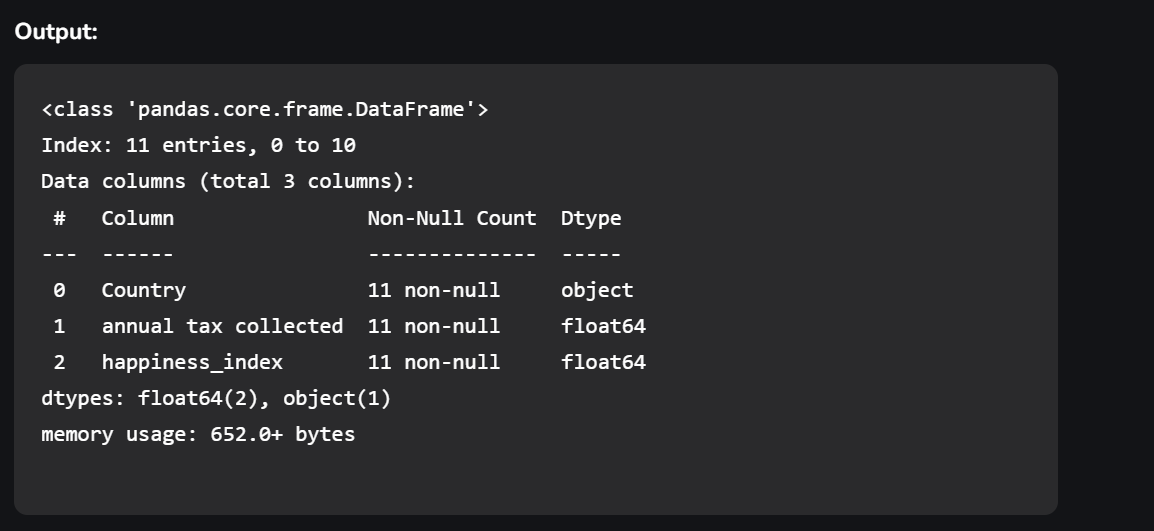 Output:
<class 'pandas.core.frame.DataFrame'>
Index: 11 entries, 0 to 10
Data columns (total 3 columns):
 #   Column                Non-Null Count  Dtype
---  ------                --------------  -----
 0   Country               11 non-null     object
 1   annual tax collected  11 non-null     float64
 2   happiness_index       11 non-null     float64
dtypes: float64(2), object(1)
memory usage: 652.0+ bytes